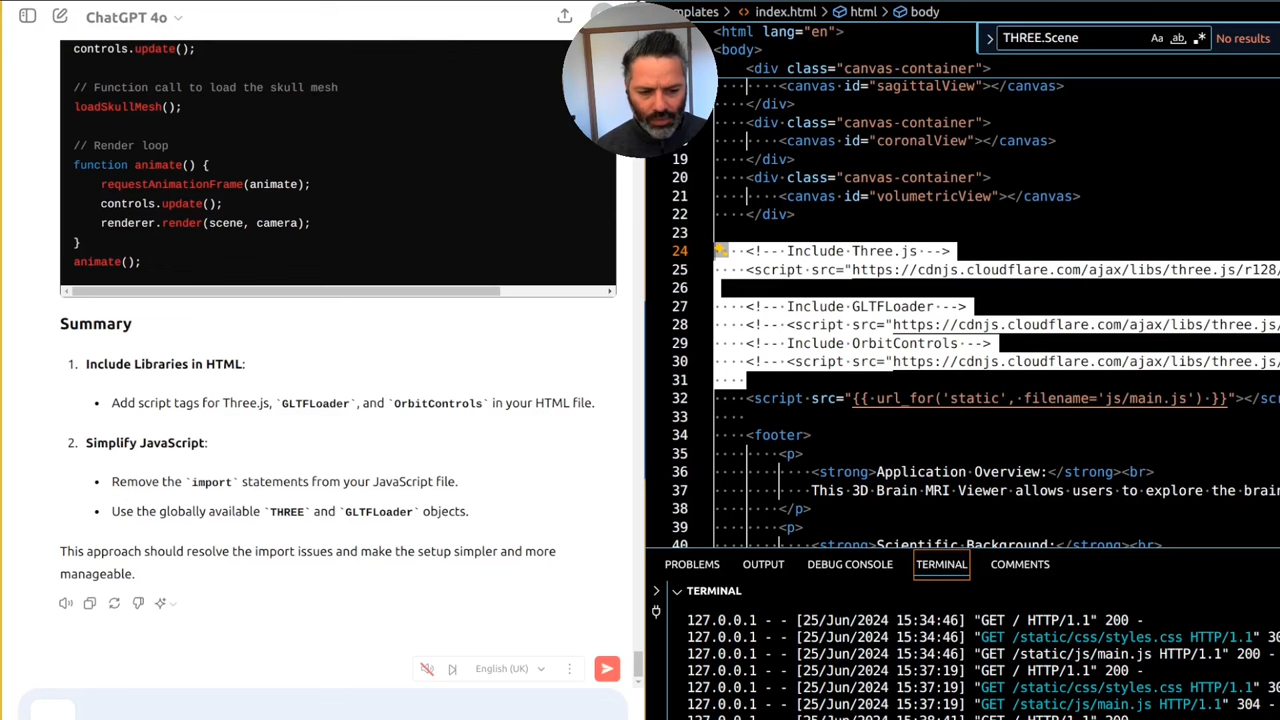 ChatGPT 4o
controls.update();
// Function call to load the skull mesh
loadSkullMesh();
// Render loop
function animate() {
requestAnimationFrame(animate);
controls.update();
renderer.render(scene, camera);
}
animate();
Summary
1. Include Libraries in HTML:
• Add script tags for Three.js, `GLTFLoader`, and `OrbitControls` in your HTML file.
2. Simplify JavaScript:
• Remove the `import` statements from your JavaScript file.
• Use the globally available `THREE` and `GLTFLoader` objects.
This approach should resolve the import issues and make the setup simpler and more
manageable.
English (UK)
mplates > <> index.html > html > body
THREE.Scene
Aa ab .* No results
<html lang="en">
<body>
<div class="canvas-container">
<canvas id="sagittalView"></canvas>
</div>
<div class="canvas-container">
<canvas id="coronalView"></canvas>
19 </div>
20 <div class="canvas-container">
21 <canvas id="volumetricView"></canvas>
22 </div>
23
24 <!-- Include Three.js -->
25 <script src="https://cdnjs.cloudflare.com/ajax/libs/three.js/r128/
26
27 <!-- Include GLTFLoader -->
28 <!-- <script src="https://cdnjs.cloudflare.com/ajax/libs/three.js/
29 <!-- Include OrbitControls -->
30 <!-- <script src="https://cdnjs.cloudflare.com/ajax/libs/three.js/
31
32 <script src="{{ url_for('static', filename='js/main.js') }}"></scr
33
34 <footer>
35 <p>
36 <strong>Application Overview:</strong><br>
37 This 3D Brain MRI Viewer allows users to explore the brain
38 </p>
39 <p>
40 <strong>Scientific Background:</strong><br>
PROBLEMS OUTPUT DEBUG CONSOLE TERMINAL COMMENTS
TERMINAL
127.0.0.1 - - [25/Jun/2024 15:34:46] "GET / HTTP/1.1" 200 -
127.0.0.1 - - [25/Jun/2024 15:34:46] "GET /static/css/styles.css HTTP/1.1" 30
127.0.0.1 - - [25/Jun/2024 15:34:46] "GET /static/js/main.js HTTP/1.1" 200 -
127.0.0.1 - - [25/Jun/2024 15:37:19] "GET / HTTP/1.1" 200 -
127.0.0.1 - - [25/Jun/2024 15:37:19] "GET /static/css/styles.css HTTP/1.1" 30
127.0.0.1 - - [25/Jun/2024 15:37:19] "GET /static/js/main.js HTTP/1.1" 304 -